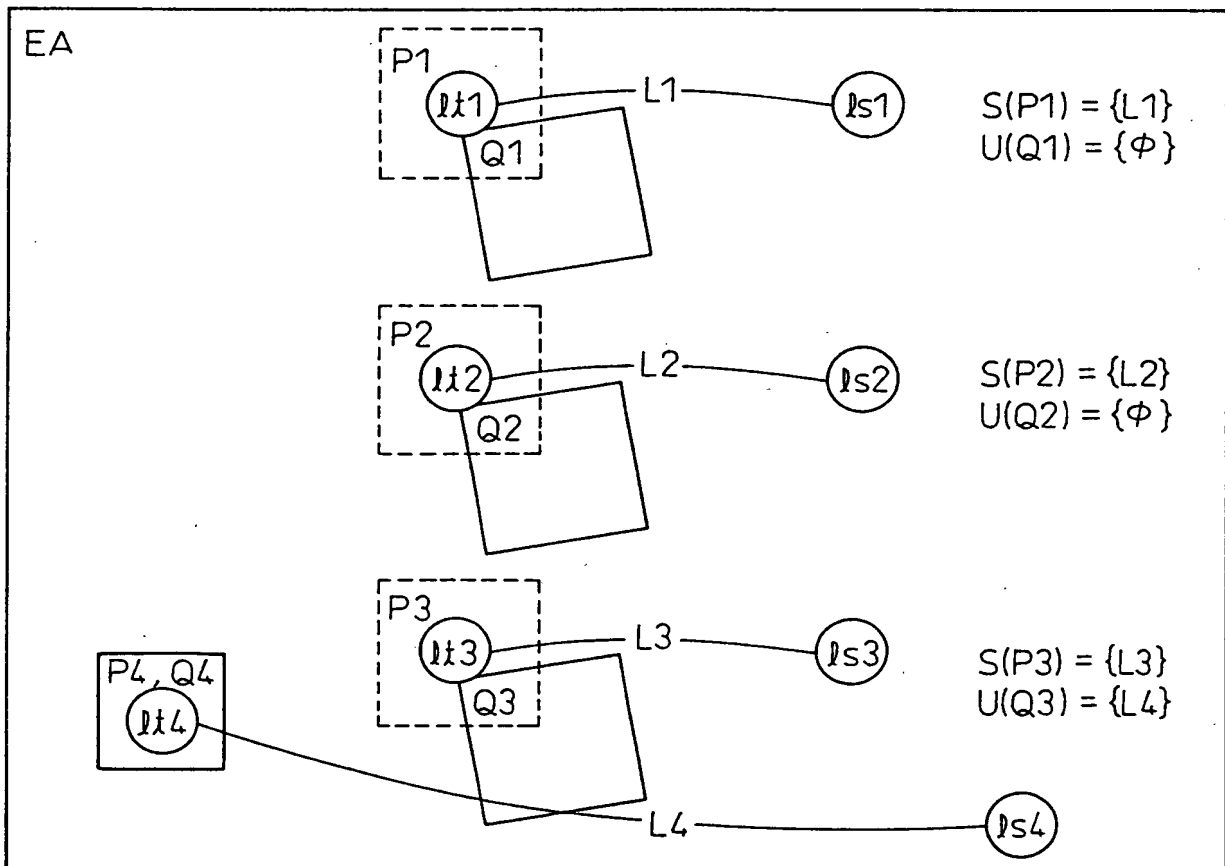 EA
P1
lt1
L1
ls1
S(P1) = {L1}
U(Q1) = {Φ}
Q1
P2
lt2
L2
ls2
S(P2) = {L2}
U(Q2) = {Φ}
Q2
P3
lt3
L3
ls3
S(P3) = {L3}
U(Q3) = {L4}
Q3
P4, Q4
lt4
L4
ls4